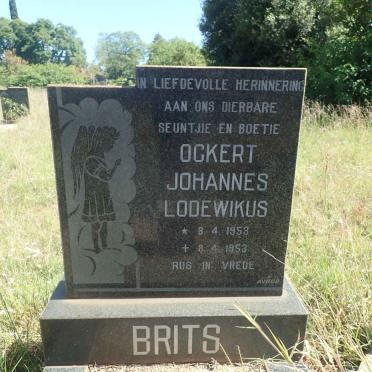 IN LIEFDEVOLLE HERINNERING
AAN ONS DIERBARE
SEUNTJIE EN BOETIE
OCKERT
JOHANNES
LODEWIKUS
* 8 4 1953
+ 8 4 1953
RUS IN VREDE
AVBOB
BRITS